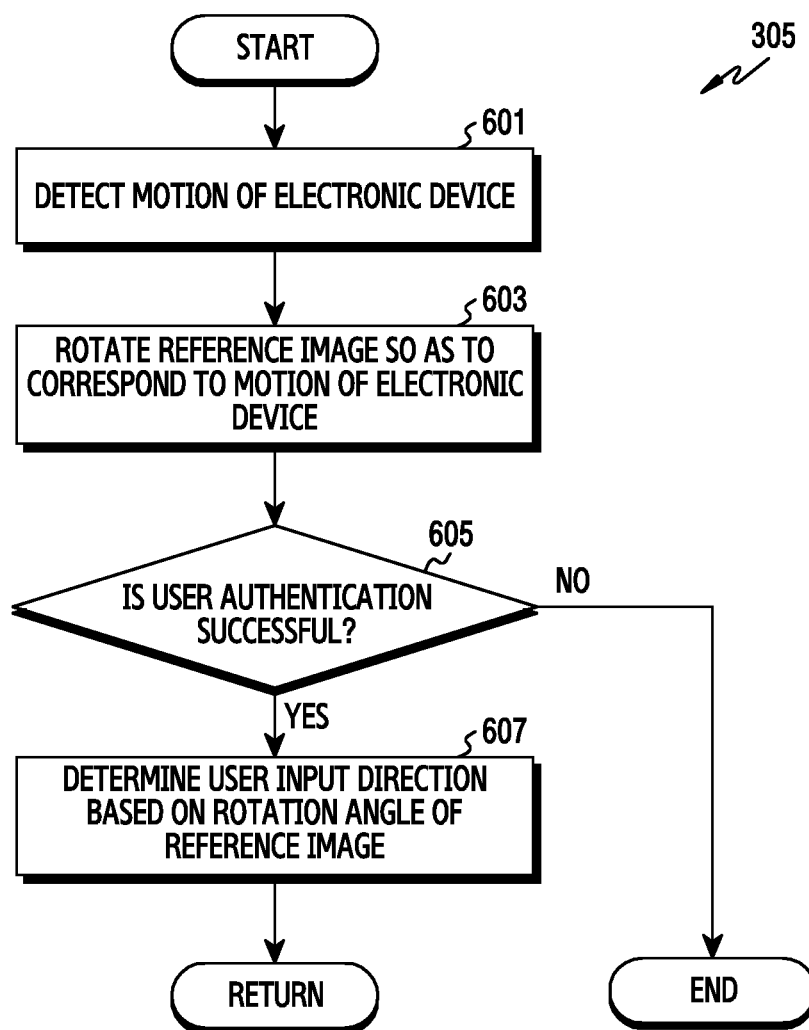 START
305
601
DETECT MOTION OF ELECTRONIC DEVICE
603
ROTATE REFERENCE IMAGE SO AS TO
CORRESPOND TO MOTION OF ELECTRONIC
DEVICE
605
IS USER AUTHENTICATION
SUCCESSFUL?
NO
YES
607
DETERMINE USER INPUT DIRECTION
BASED ON ROTATION ANGLE OF
REFERENCE IMAGE
RETURN
END